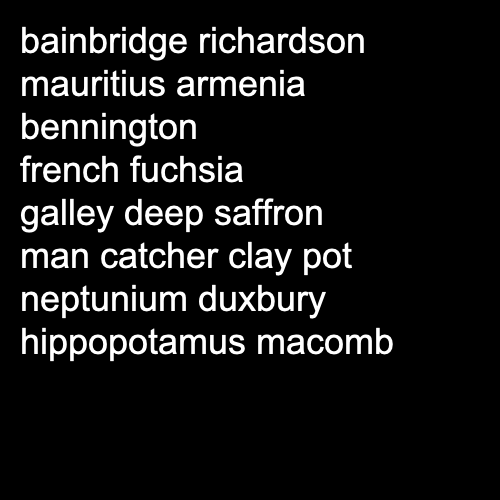 bainbridge richardson
mauritius armenia
bennington
french fuchsia
galley deep saffron
man catcher clay pot
neptunium duxbury
hippopotamus macomb